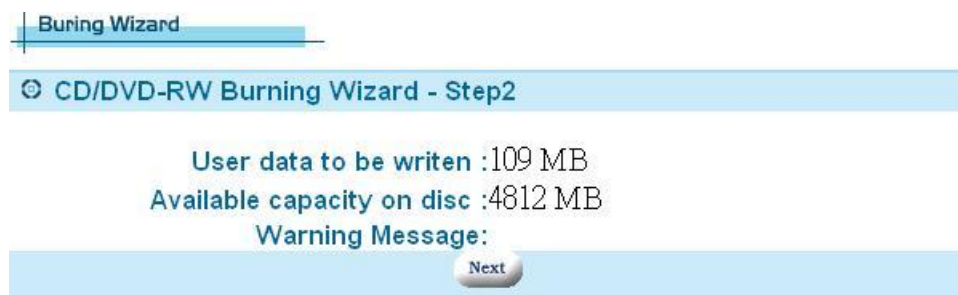 Buring Wizard
CD/DVD-RW Burning Wizard - Step2
User data to be writen :109 MB
Available capacity on disc :4812 MB
Warning Message:
Next